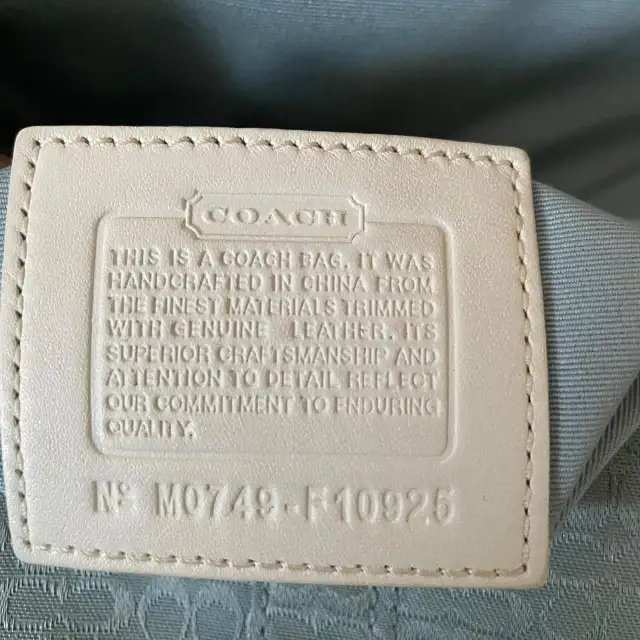 COACH
THIS IS A COACH BAG. IT WAS
HANDCRAFTED IN CHINA FROM
THE FINEST MATERIALS TRIMMED
WITH GENUINE LEATHER. ITS
SUPERIOR CRAFTSMANSHIP AND
ATTENTION TO DETAIL REFLECT
OUR COMMITMENT TO ENDURING
QUALITY.
Nº M0749-F10925